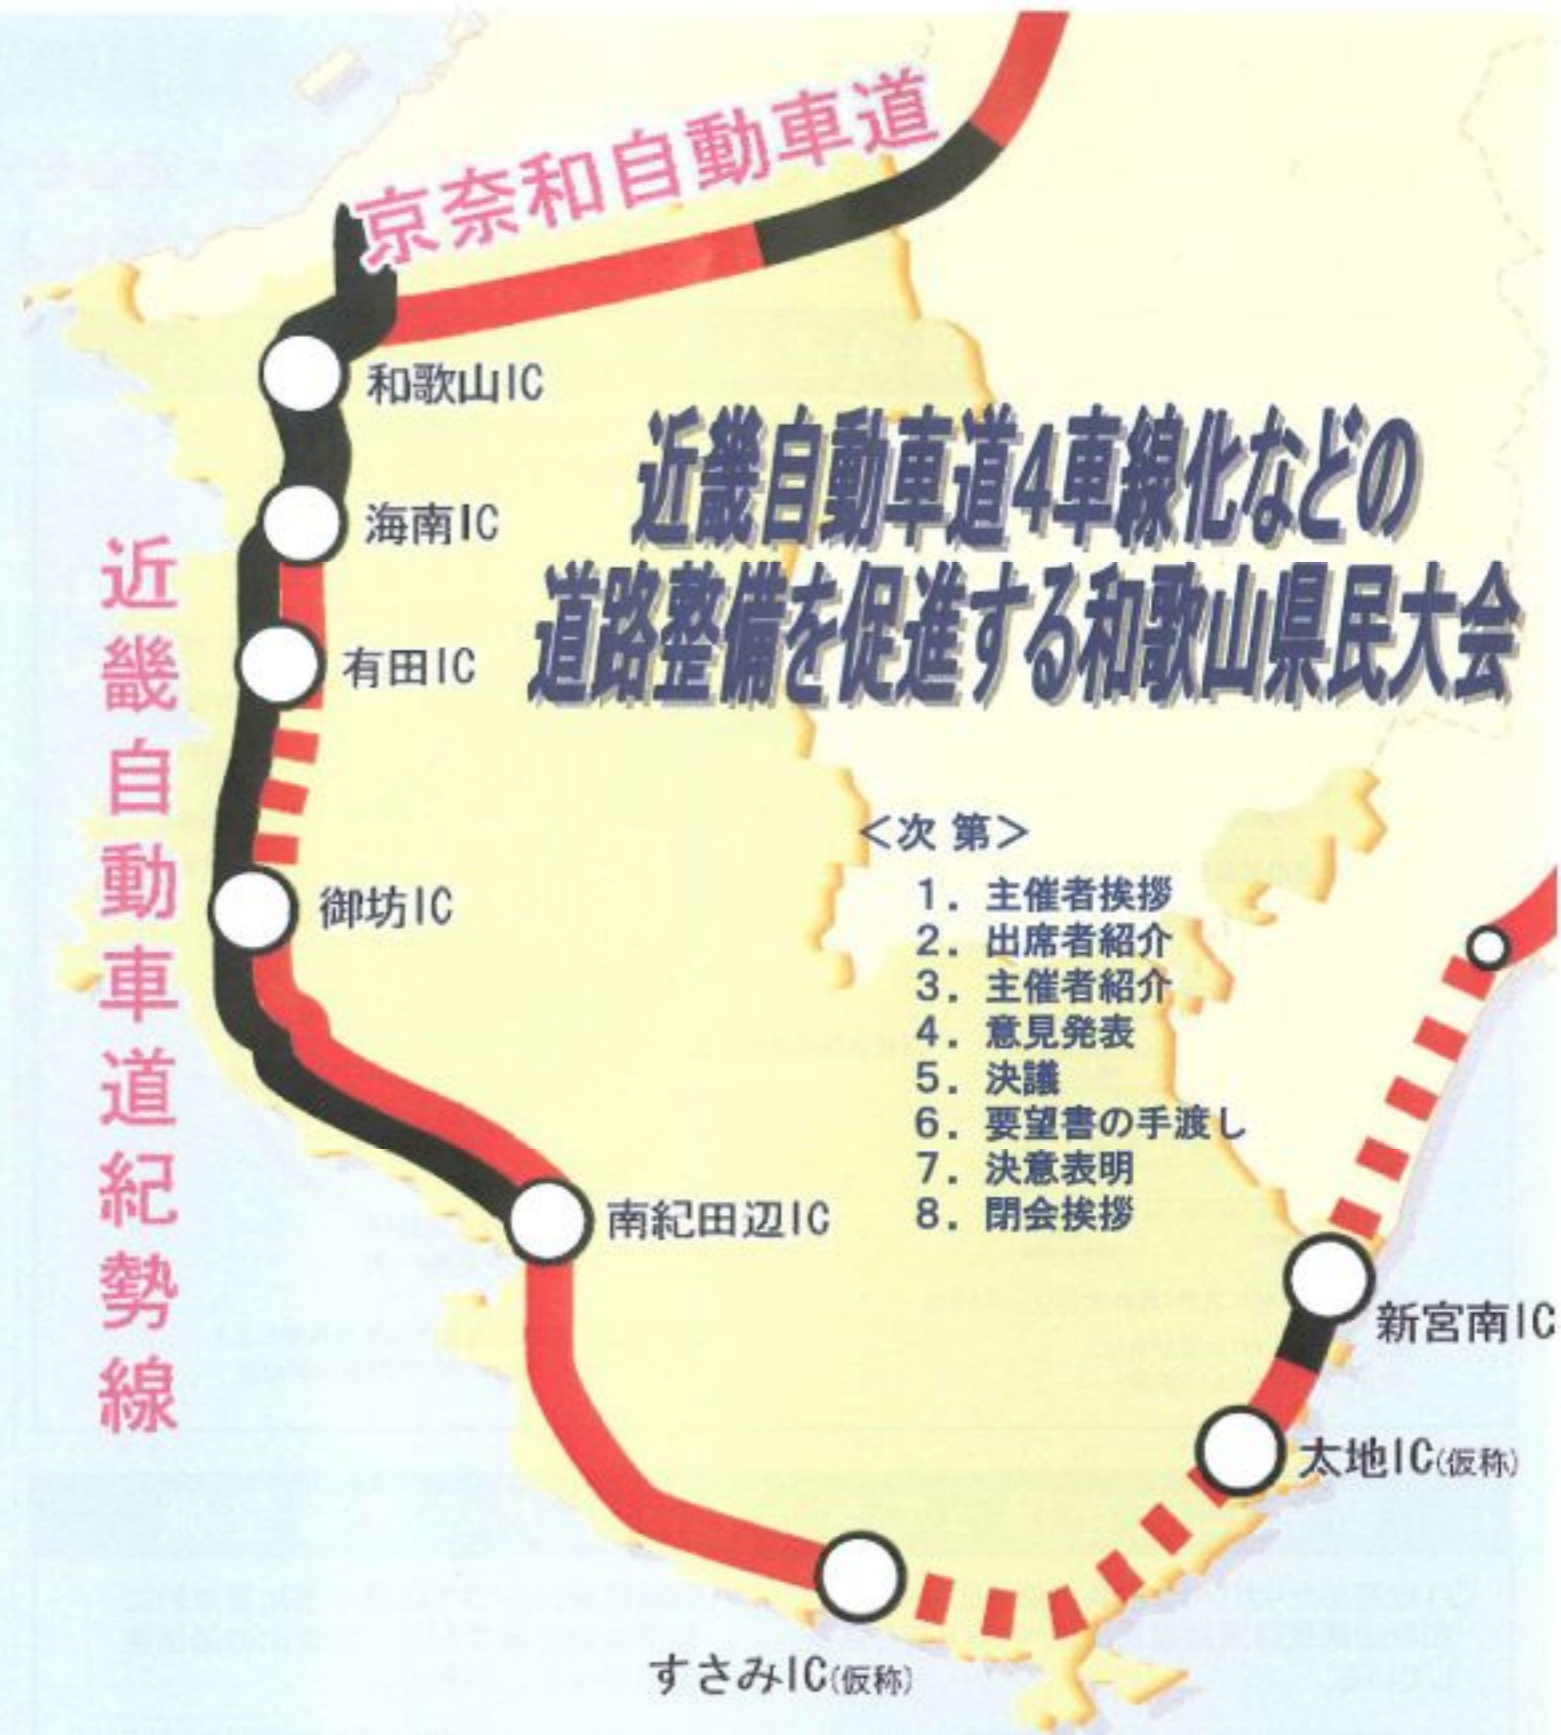 京奈和自動車道
和歌山IC
近畿自動車道4車線化などの
道路整備を促進する和歌山県民大会
海南IC
近畿自動車道紀勢線
有田IC
<次 第>
1. 主催者挨拶
2. 出席者紹介
3. 主催者紹介
4. 意見発表
5. 決議
6. 要望書の手渡し
7. 決意表明
8. 閉会挨拶
御坊IC
南紀田辺IC
新宮南IC
太地IC(仮称)
すさみIC(仮称)